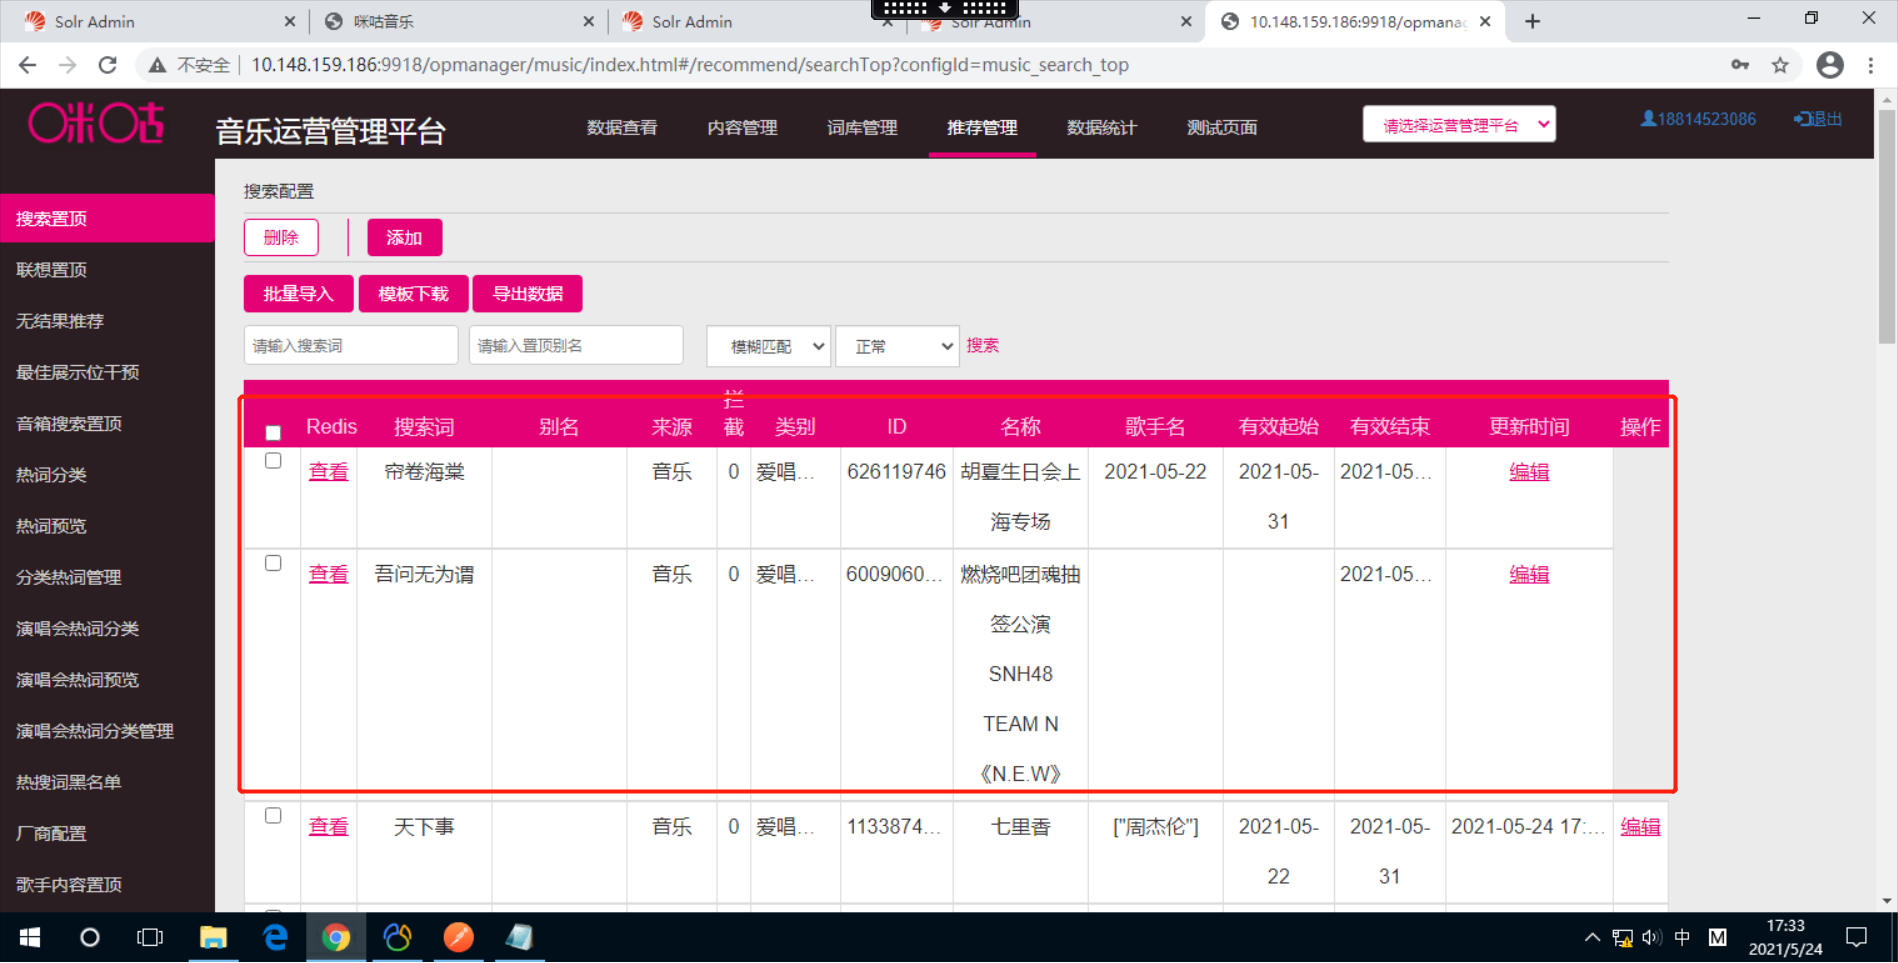 Solr Admin
咪咕音乐
Solr Admin
Solr Admin
10.148.159.186:9918/opmana
不安全
10.148.159.186:9918/opmanager/music/index.html#/recommend/searchTop?configId=music_search_top
咪咕
音乐运营管理平台
数据查看
内容管理
词库管理
推荐管理
数据统计
测试页面
请选择运营管理平台
18814523086
退出
搜索置顶
联想置顶
无结果推荐
最佳展示位干预
音箱搜索置顶
热词分类
热词预览
分类热词管理
演唱会热词分类
演唱会热词预览
演唱会热词分类管理
热搜词黑名单
厂商配置
歌手内容置顶
搜索配置
删除
添加
批量导入
模板下载
导出数据
请输入搜索词
请输入置顶别名
模糊匹配
正常
搜索
Redis 搜索词 别名 来源 拦截 类别 ID 名称 歌手名 有效起始 有效结束 更新时间 操作
查看 帘卷海棠 音乐 0 爱唱... 626119746 胡夏生日会上 2021-05-22 2021-05- 2021-05... 编辑
海专场 31
查看 吾问无为谓 音乐 0 爱唱... 6009060... 燃烧吧团魂抽 2021-05... 编辑
签公演
SNH48
TEAM N
《N.E.W》
查看 天下事 音乐 0 爱唱... 1133874... 七里香 ["周杰伦"] 2021-05- 2021-05- 2021-05-24 17:... 编辑
22 31
中
M
17:33
2021/5/24